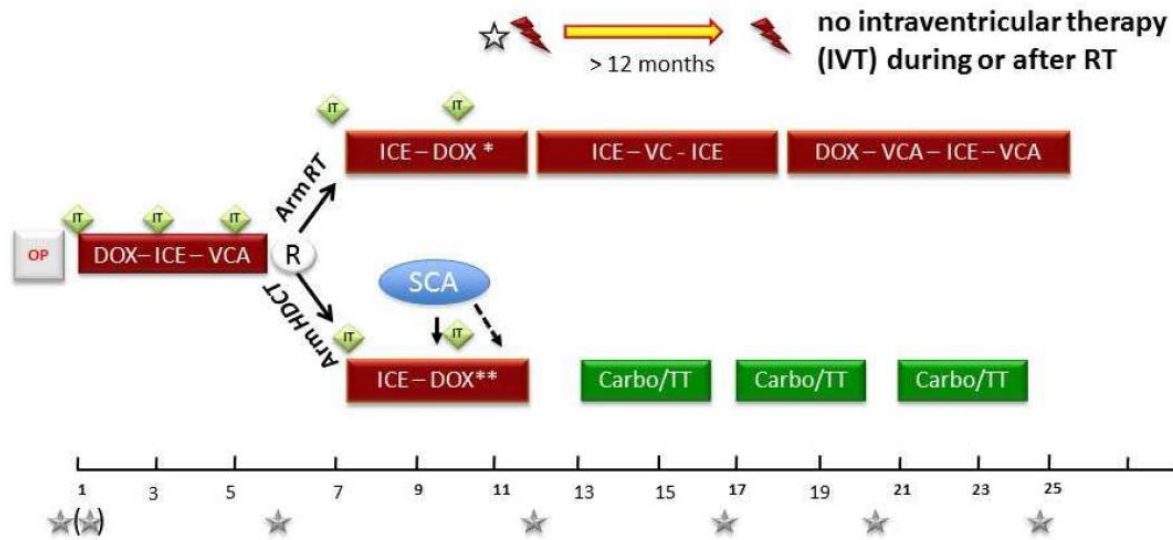 no intraventricular therapy
(IVT) during or after RT
> 12 months
IT
IT
ICE – DOX *
ICE – VC - ICE
DOX – VCA – ICE – VCA
Arm RT
IT
IT
IT
OP
DOX – ICE – VCA
R
SCA
Arm HDCT
IT
IT
ICE – DOX**
Carbo/TT
Carbo/TT
Carbo/TT
1
3
5
7
9
11
13
15
17
19
21
23
25
( )